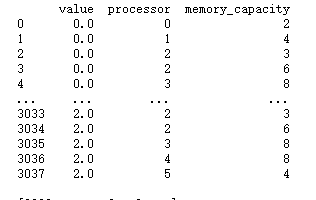 value processor memory_capacity
0 0.0 0 2
1 0.0 1 4
2 0.0 2 3
3 0.0 2 6
4 0.0 3 8
... ... ... ...
3033 2.0 2 3
3034 2.0 2 6
3035 2.0 3 8
3036 2.0 4 8
3037 2.0 5 4